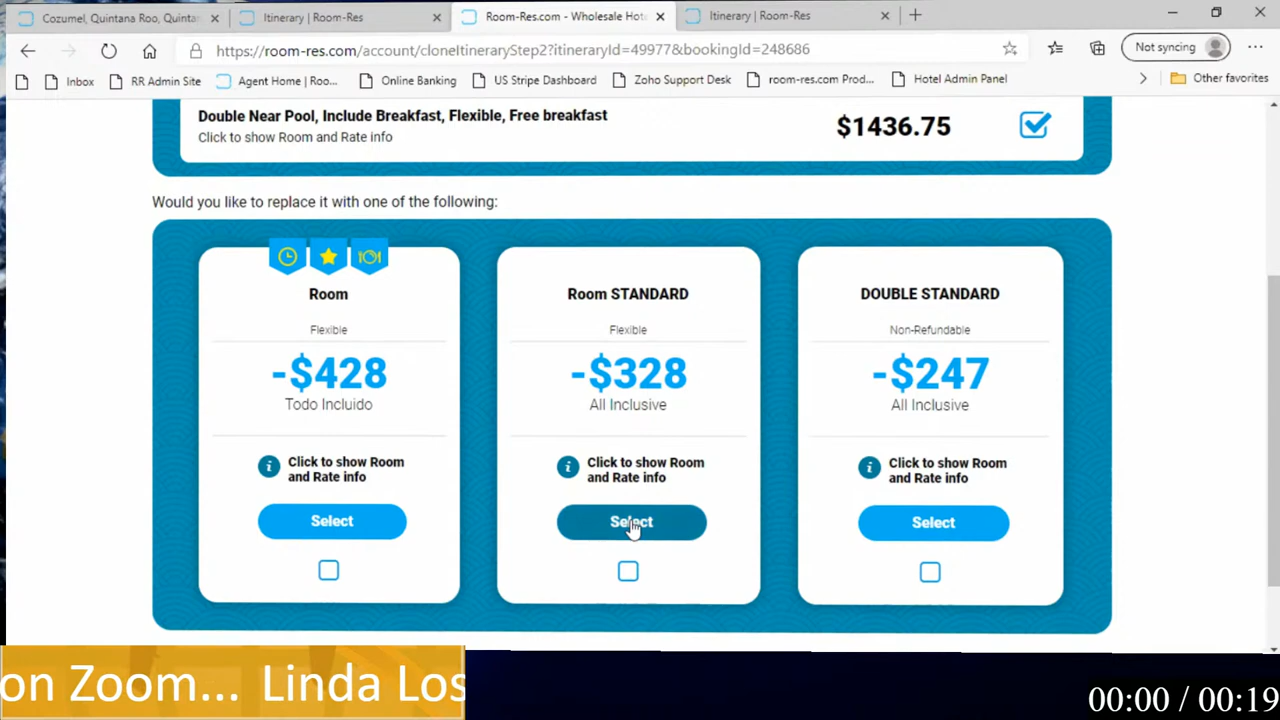 Cozumel, Quintana Roo, Quintan
Itinerary | Room-Res
Room-Res.com - Wholesale Hot
Itinerary | Room-Res
https://room-res.com/account/cloneItineraryStep2?itineraryId=49977&bookingId=248686
Not syncing
Inbox
RR Admin Site
Agent Home | Roo...
Online Banking
US Stripe Dashboard
Zoho Support Desk
room-res.com Prod...
Hotel Admin Panel
Other favorites
Double Near Pool, Include Breakfast, Flexible, Free breakfast
Click to show Room and Rate info
$1436.75
Would you like to replace it with one of the following:
Room
Flexible
-$428
Todo Incluido
Click to show Room
and Rate info
Select
Room STANDARD
Flexible
-$328
All Inclusive
Click to show Room
and Rate info
Select
DOUBLE STANDARD
Non-Refundable
-$247
All Inclusive
Click to show Room
and Rate info
Select
on Zoom... Linda Los
00:00 / 00:19